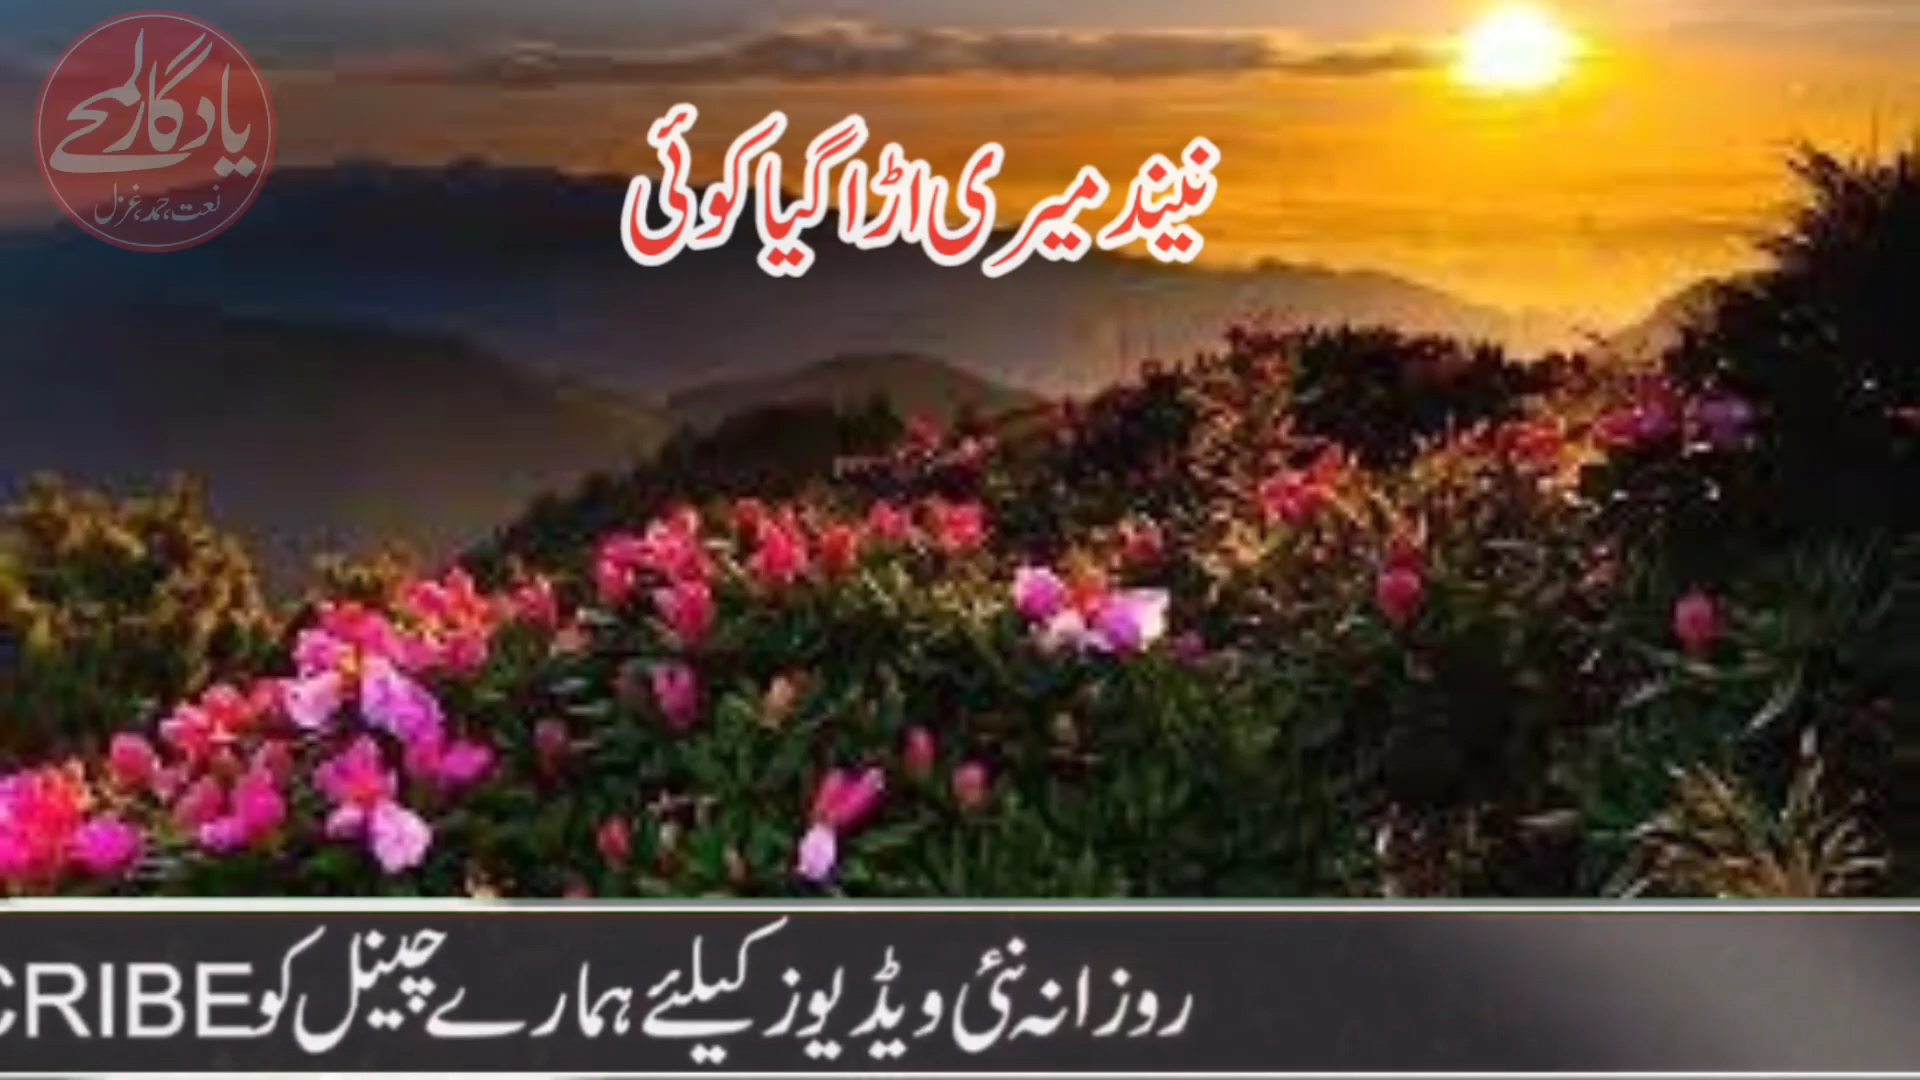 یادگار لمحے
نعت، حمد، غزل
نیند میری اڑا گیا کوئی
روزانہ نئی ویڈیوز کیلئے ہمارے چینل کو CRIBE